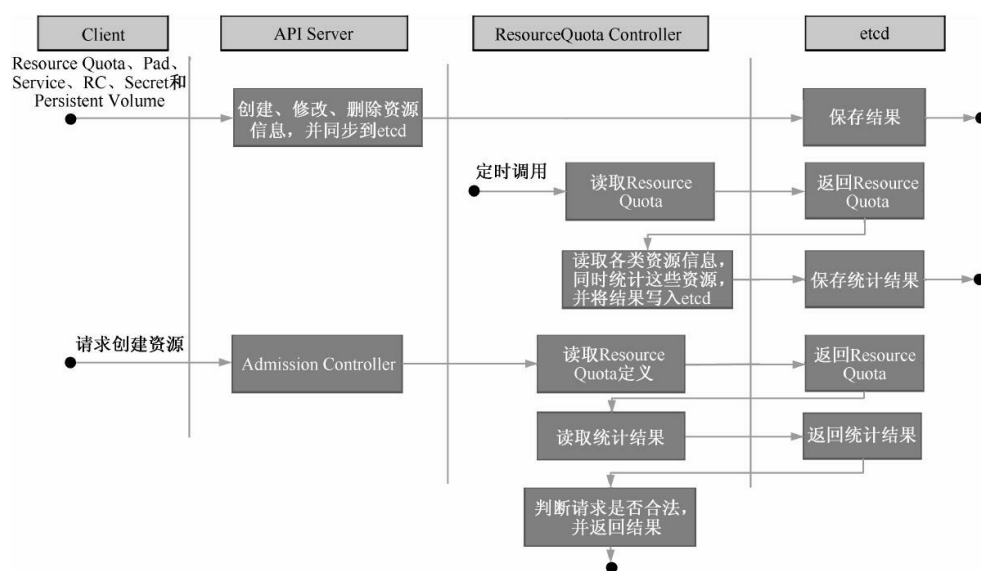 Client
API Server
ResourceQuota Controller
etcd
Resource Quota、Pad、
Service、RC、Secret和
Persistent Volume
创建、修改、删除资源
信息，并同步到etcd
保存结果
定时调用
读取Resource
Quota
返回Resource
Quota
读取各类资源信息，
同时统计这些资源，
并将结果写入etcd
保存统计结果
请求创建资源
Admission Controller
读取Resource
Quota定义
返回Resource
Quota
读取统计结果
返回统计结果
判断请求是否合法，
并返回结果